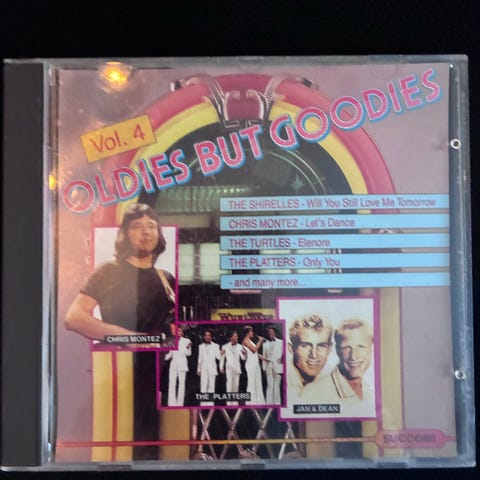 Vol. 4
OLDIES BUT GOODIES
THE SHIRELLES - Will You Still Love Me Tomorrow
CHRIS MONTEZ - Let's Dance
THE TURTLES - Elenore
THE PLATTERS - Only You
- and many more...
CHRIS MONTEZ
THE PLATTERS
JAN & DEAN
success